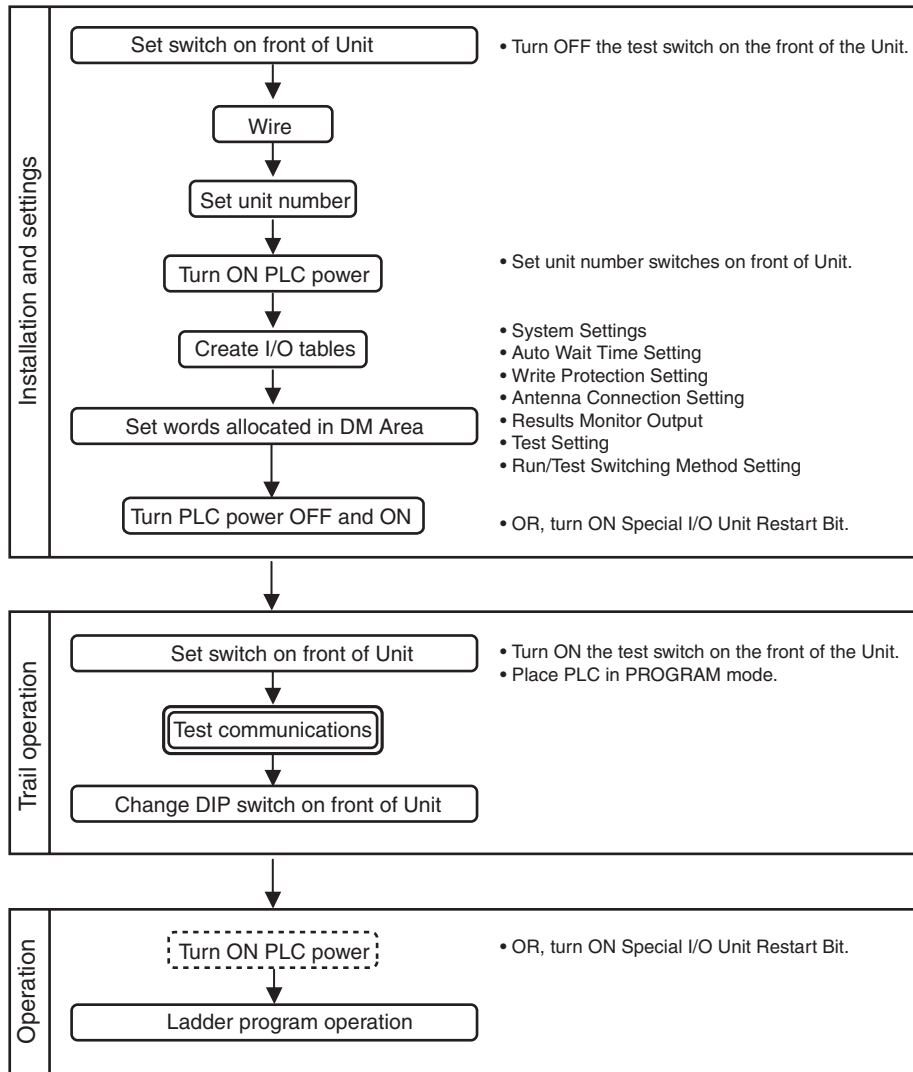 Installation and settings
Set switch on front of Unit
• Turn OFF the test switch on the front of the Unit.
Wire
Set unit number
Turn ON PLC power
• Set unit number switches on front of Unit.
Create I/O tables
• System Settings
• Auto Wait Time Setting
• Write Protection Setting
• Antenna Connection Setting
• Results Monitor Output
• Test Setting
• Run/Test Switching Method Setting
Set words allocated in DM Area
Turn PLC power OFF and ON
• OR, turn ON Special I/O Unit Restart Bit.
Trail operation
Set switch on front of Unit
• Turn ON the test switch on the front of the Unit.
• Place PLC in PROGRAM mode.
Test communications
Change DIP switch on front of Unit
Operation
Turn ON PLC power
• OR, turn ON Special I/O Unit Restart Bit.
Ladder program operation